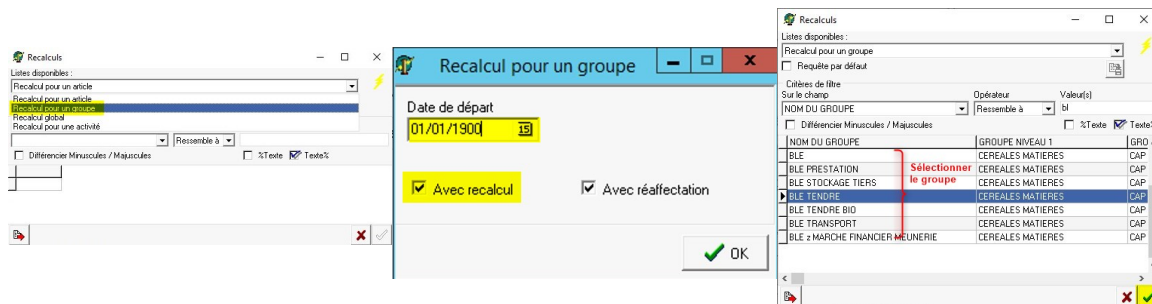 Recalculs
Listes disponibles :
Recalcul pour un article
Recalcul pour un article
Recalcul pour un groupe
Recalcul global
Recalcul pour une activité
Ressemble à
Différencier Minuscules / Majuscules %Texte Texte%
Recalcul pour un groupe
Date de départ
01/01/1900 15
Avec recalcul Avec réaffectation
OK
Recalculs
Listes disponibles :
Recalcul pour un groupe
Requête par défaut
Critères de filtre
Sur le champ Opérateur Valeur(s)
NOM DU GROUPE Ressemble à bl
Différencier Minuscules / Majuscules %Texte Texte%
NOM DU GROUPE GROUPE NIVEAU 1 GRO
BLE CEREALES MATIERES CAP
BLE PRESTATION CEREALES MATIERES CAP
BLE STOCKAGE TIERS CEREALES MATIERES CAP
BLE TENDRE CEREALES MATIERES CAP
BLE TENDRE BIO CEREALES MATIERES CAP
BLE TRANSPORT CEREALES MATIERES CAP
BLE z MARCHE FINANCIER MEUNERIE CEREALES MATIERES CAP
Sélectionner
le groupe